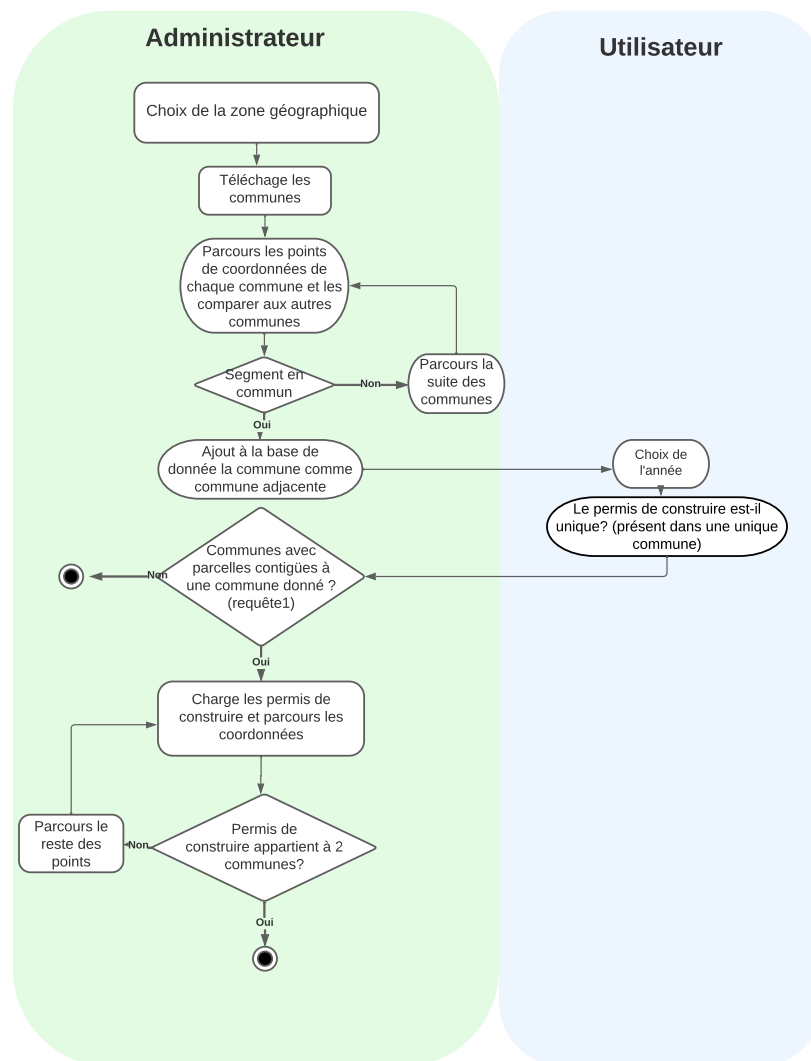 Administrateur
Utilisateur
Choix de la zone géographique
Téléchage les
communes
Parcours les points
de coordonnées de
chaque commune et les
comparer aux autres
communes
Segment en
commun
Non
Parcours la
suite des
communes
Oui
Ajout à la base de
donnée la commune comme
commune adjacente
Choix de
l'année
Le permis de construire est-il
unique? (présent dans une unique
commune)
Communes avec
parcelles contigües à
une commune donné ?
(requête1)
Non
Oui
Charge les permis de
construire et parcours les
coordonnées
Permis de
construire appartient à 2
communes?
Non
Parcours le
reste des
points
Oui